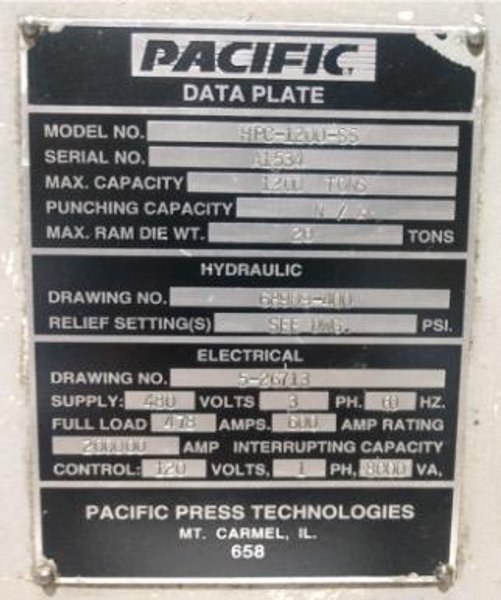 PACIFIC
DATA PLATE
MODEL NO. HPC-1200-SS
SERIAL NO. A1534
MAX. CAPACITY 1200 TONS
PUNCHING CAPACITY N/A
MAX. RAM DIE WT. 20 TONS
HYDRAULIC
DRAWING NO.
RELIEF SETTING(S) SEE DWG. PSI.
ELECTRICAL
DRAWING NO. 5-26713
SUPPLY: 480 VOLTS 3 PH. 60 HZ.
FULL LOAD 478 AMPS. 600 AMP RATING
200000 AMP INTERRUPTING CAPACITY
CONTROL: 120 VOLTS, 1 PH, 8000 VA,
PACIFIC PRESS TECHNOLOGIES
MT. CARMEL, IL.
658